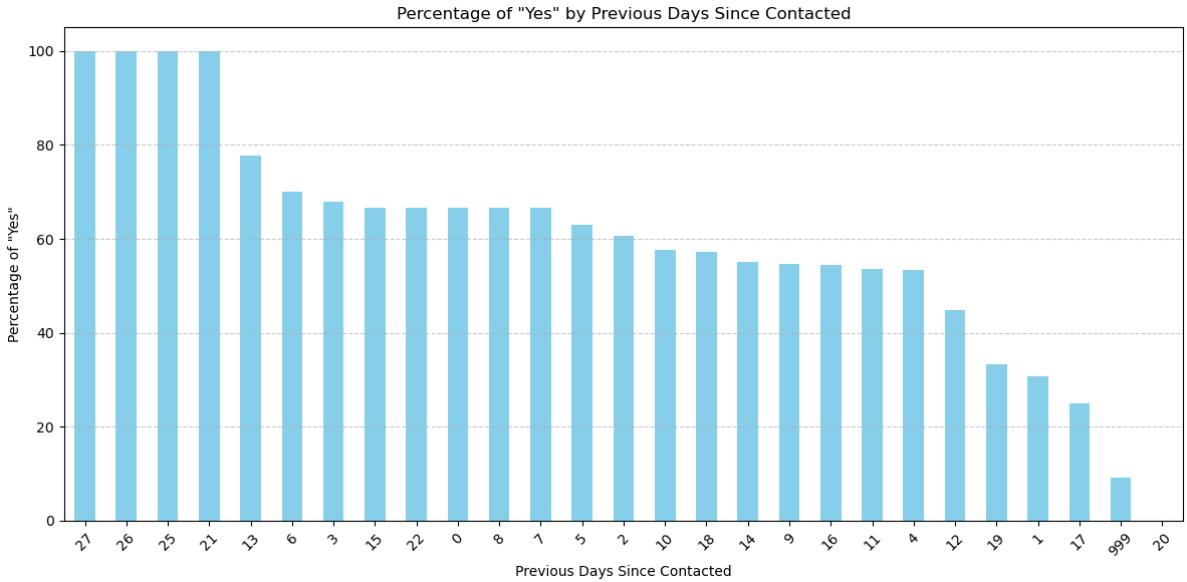 Percentage of "Yes" by Previous Days Since Contacted
Percentage of "Yes"
100
80
60
40
20
0
27 26 25 21 13 6 3 15 22 0 8 7 5 2 10 18 14 9 16 11 4 12 19 1 17 999 20
Previous Days Since Contacted